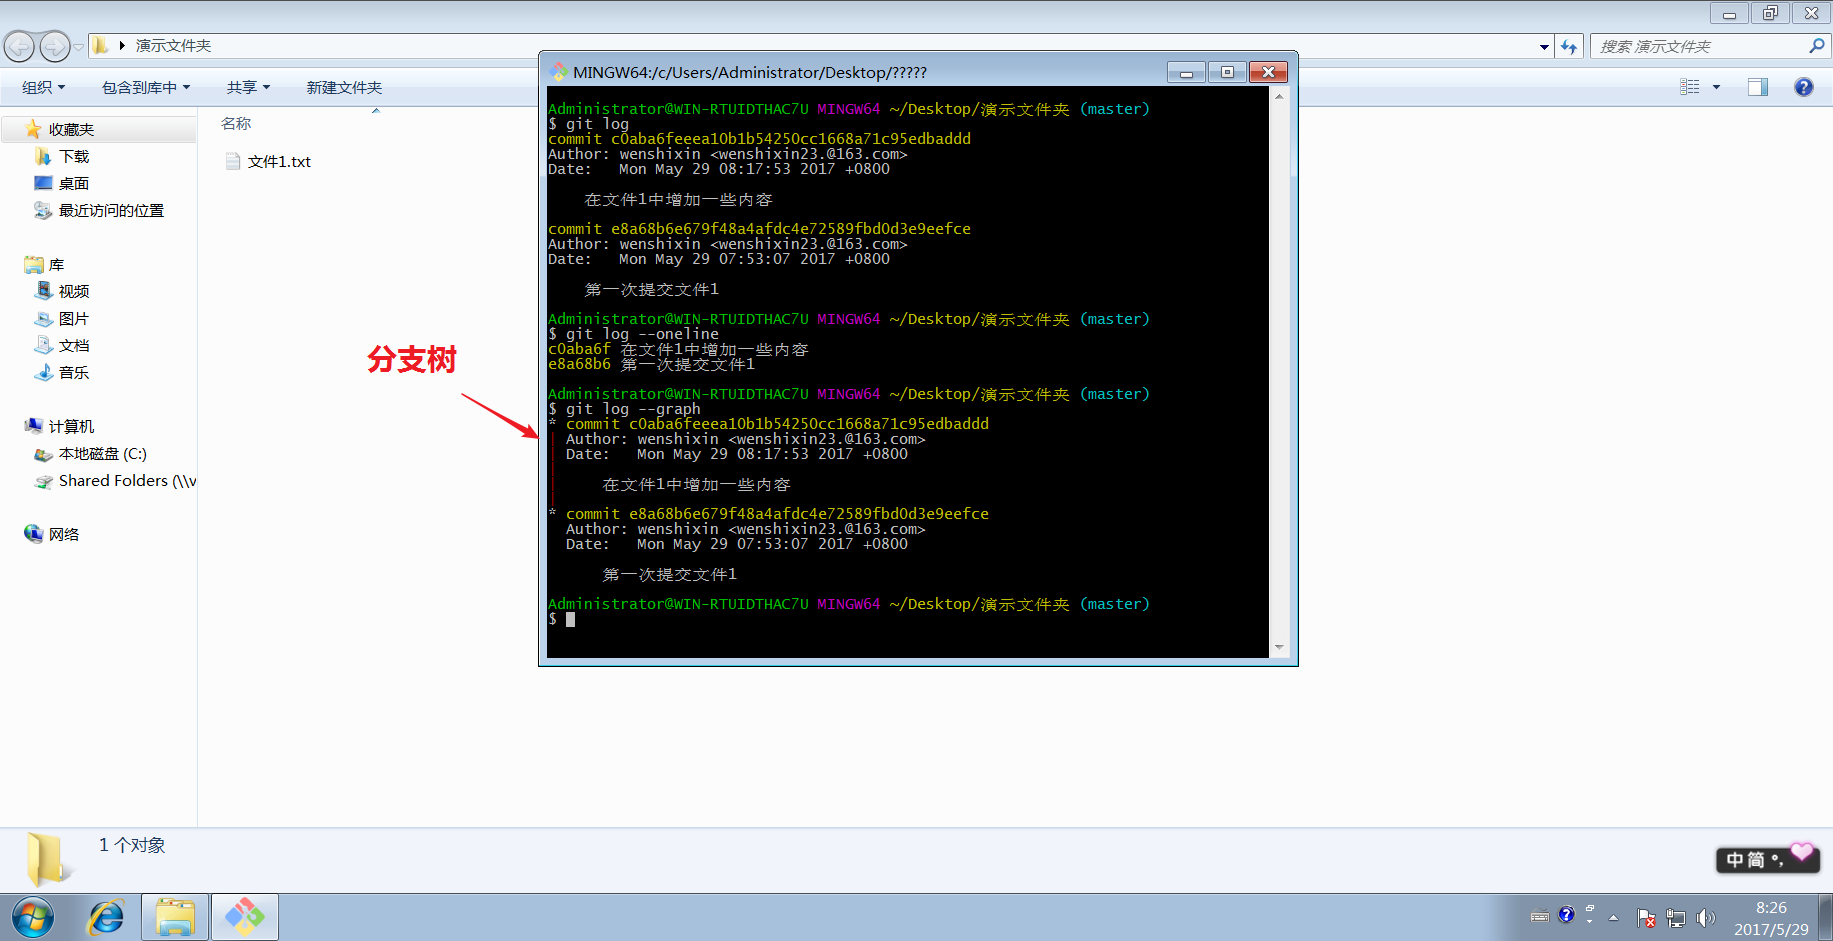 演示文件夹
搜索 演示文件夹
组织
包含到库中
共享
新建文件夹
收藏夹
下载
桌面
最近访问的位置
库
视频
图片
文档
音乐
计算机
本地磁盘 (C:)
Shared Folders (\\v
网络
名称
文件1.txt
分支树
MINGW64:/c/Users/Administrator/Desktop/?????
Administrator@WIN-RTUIDTHAC7U MINGW64 ~/Desktop/演示文件夹 (master)
$ git log
commit c0aba6feeea10b1b54250cc1668a71c95edbaddd
Author: wenshixin <wenshixin23.@163.com>
Date:   Mon May 29 08:17:53 2017 +0800
在文件1中增加一些内容
commit e8a68b6e679f48a4afdc4e72589fbd0d3e9eefce
Author: wenshixin <wenshixin23.@163.com>
Date:   Mon May 29 07:53:07 2017 +0800
第一次提交文件1
Administrator@WIN-RTUIDTHAC7U MINGW64 ~/Desktop/演示文件夹 (master)
$ git log --oneline
c0aba6f 在文件1中增加一些内容
e8a68b6 第一次提交文件1
Administrator@WIN-RTUIDTHAC7U MINGW64 ~/Desktop/演示文件夹 (master)
$ git log --graph
* commit c0aba6feeea10b1b54250cc1668a71c95edbaddd
| Author: wenshixin <wenshixin23.@163.com>
| Date:   Mon May 29 08:17:53 2017 +0800
|
|     在文件1中增加一些内容
|
* commit e8a68b6e679f48a4afdc4e72589fbd0d3e9eefce
Author: wenshixin <wenshixin23.@163.com>
Date:   Mon May 29 07:53:07 2017 +0800
第一次提交文件1
Administrator@WIN-RTUIDTHAC7U MINGW64 ~/Desktop/演示文件夹 (master)
$
1 个对象
中简°,
8:26
2017/5/29